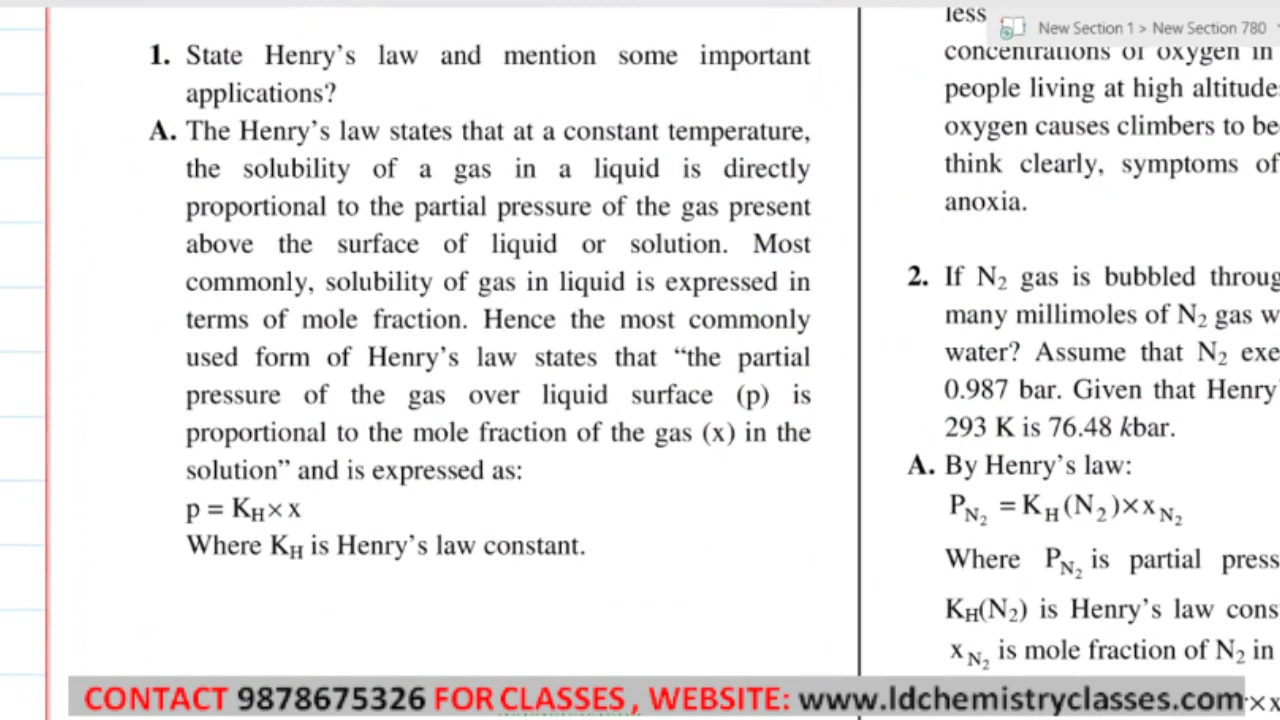 1. State Henry's law and mention some important
applications?
A. The Henry's law states that at a constant temperature,
the solubility of a gas in a liquid is directly
proportional to the partial pressure of the gas present
above the surface of liquid or solution. Most
commonly, solubility of gas in liquid is expressed in
terms of mole fraction. Hence the most commonly
used form of Henry's law states that “the partial
pressure of the gas over liquid surface (p) is
proportional to the mole fraction of the gas (x) in the
solution” and is expressed as:
p = K_H × x
Where K_H is Henry's law constant.
less
New Section 1 > New Section 780
concentrations of oxygen in
people living at high altitude
oxygen causes climbers to be
think clearly, symptoms of
anoxia.
2. If N₂ gas is bubbled throug
many millimoles of N₂ gas w
water? Assume that N₂ exe
0.987 bar. Given that Henry'
293 K is 76.48 kbar.
A. By Henry's law:
P_N₂ = K_H (N₂) × x_N₂
Where P_N₂ is partial press
K_H(N₂) is Henry's law cons
x_N₂ is mole fraction of N₂ in
CONTACT 9878675326 FOR CLASSES , WEBSITE: www.ldchemistryclasses.com